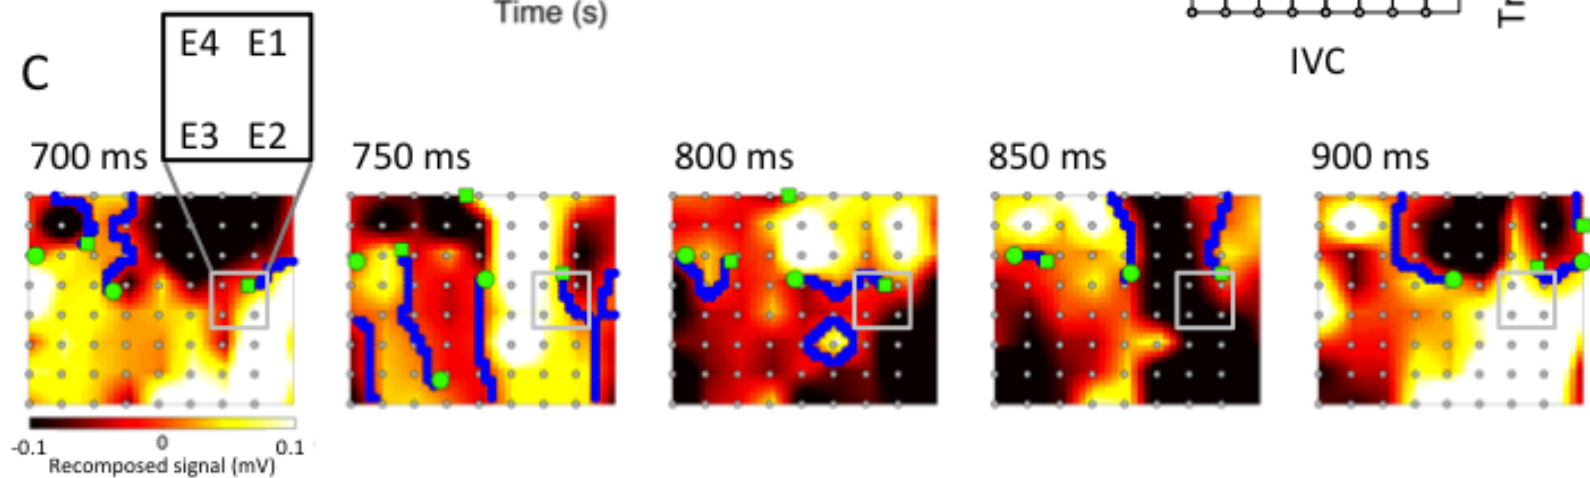 Time (s)
Tr
IVC
C
E4 E1
E3 E2
700 ms
750 ms
800 ms
850 ms
900 ms
-0.1
0
0.1
Recomposed signal (mV)